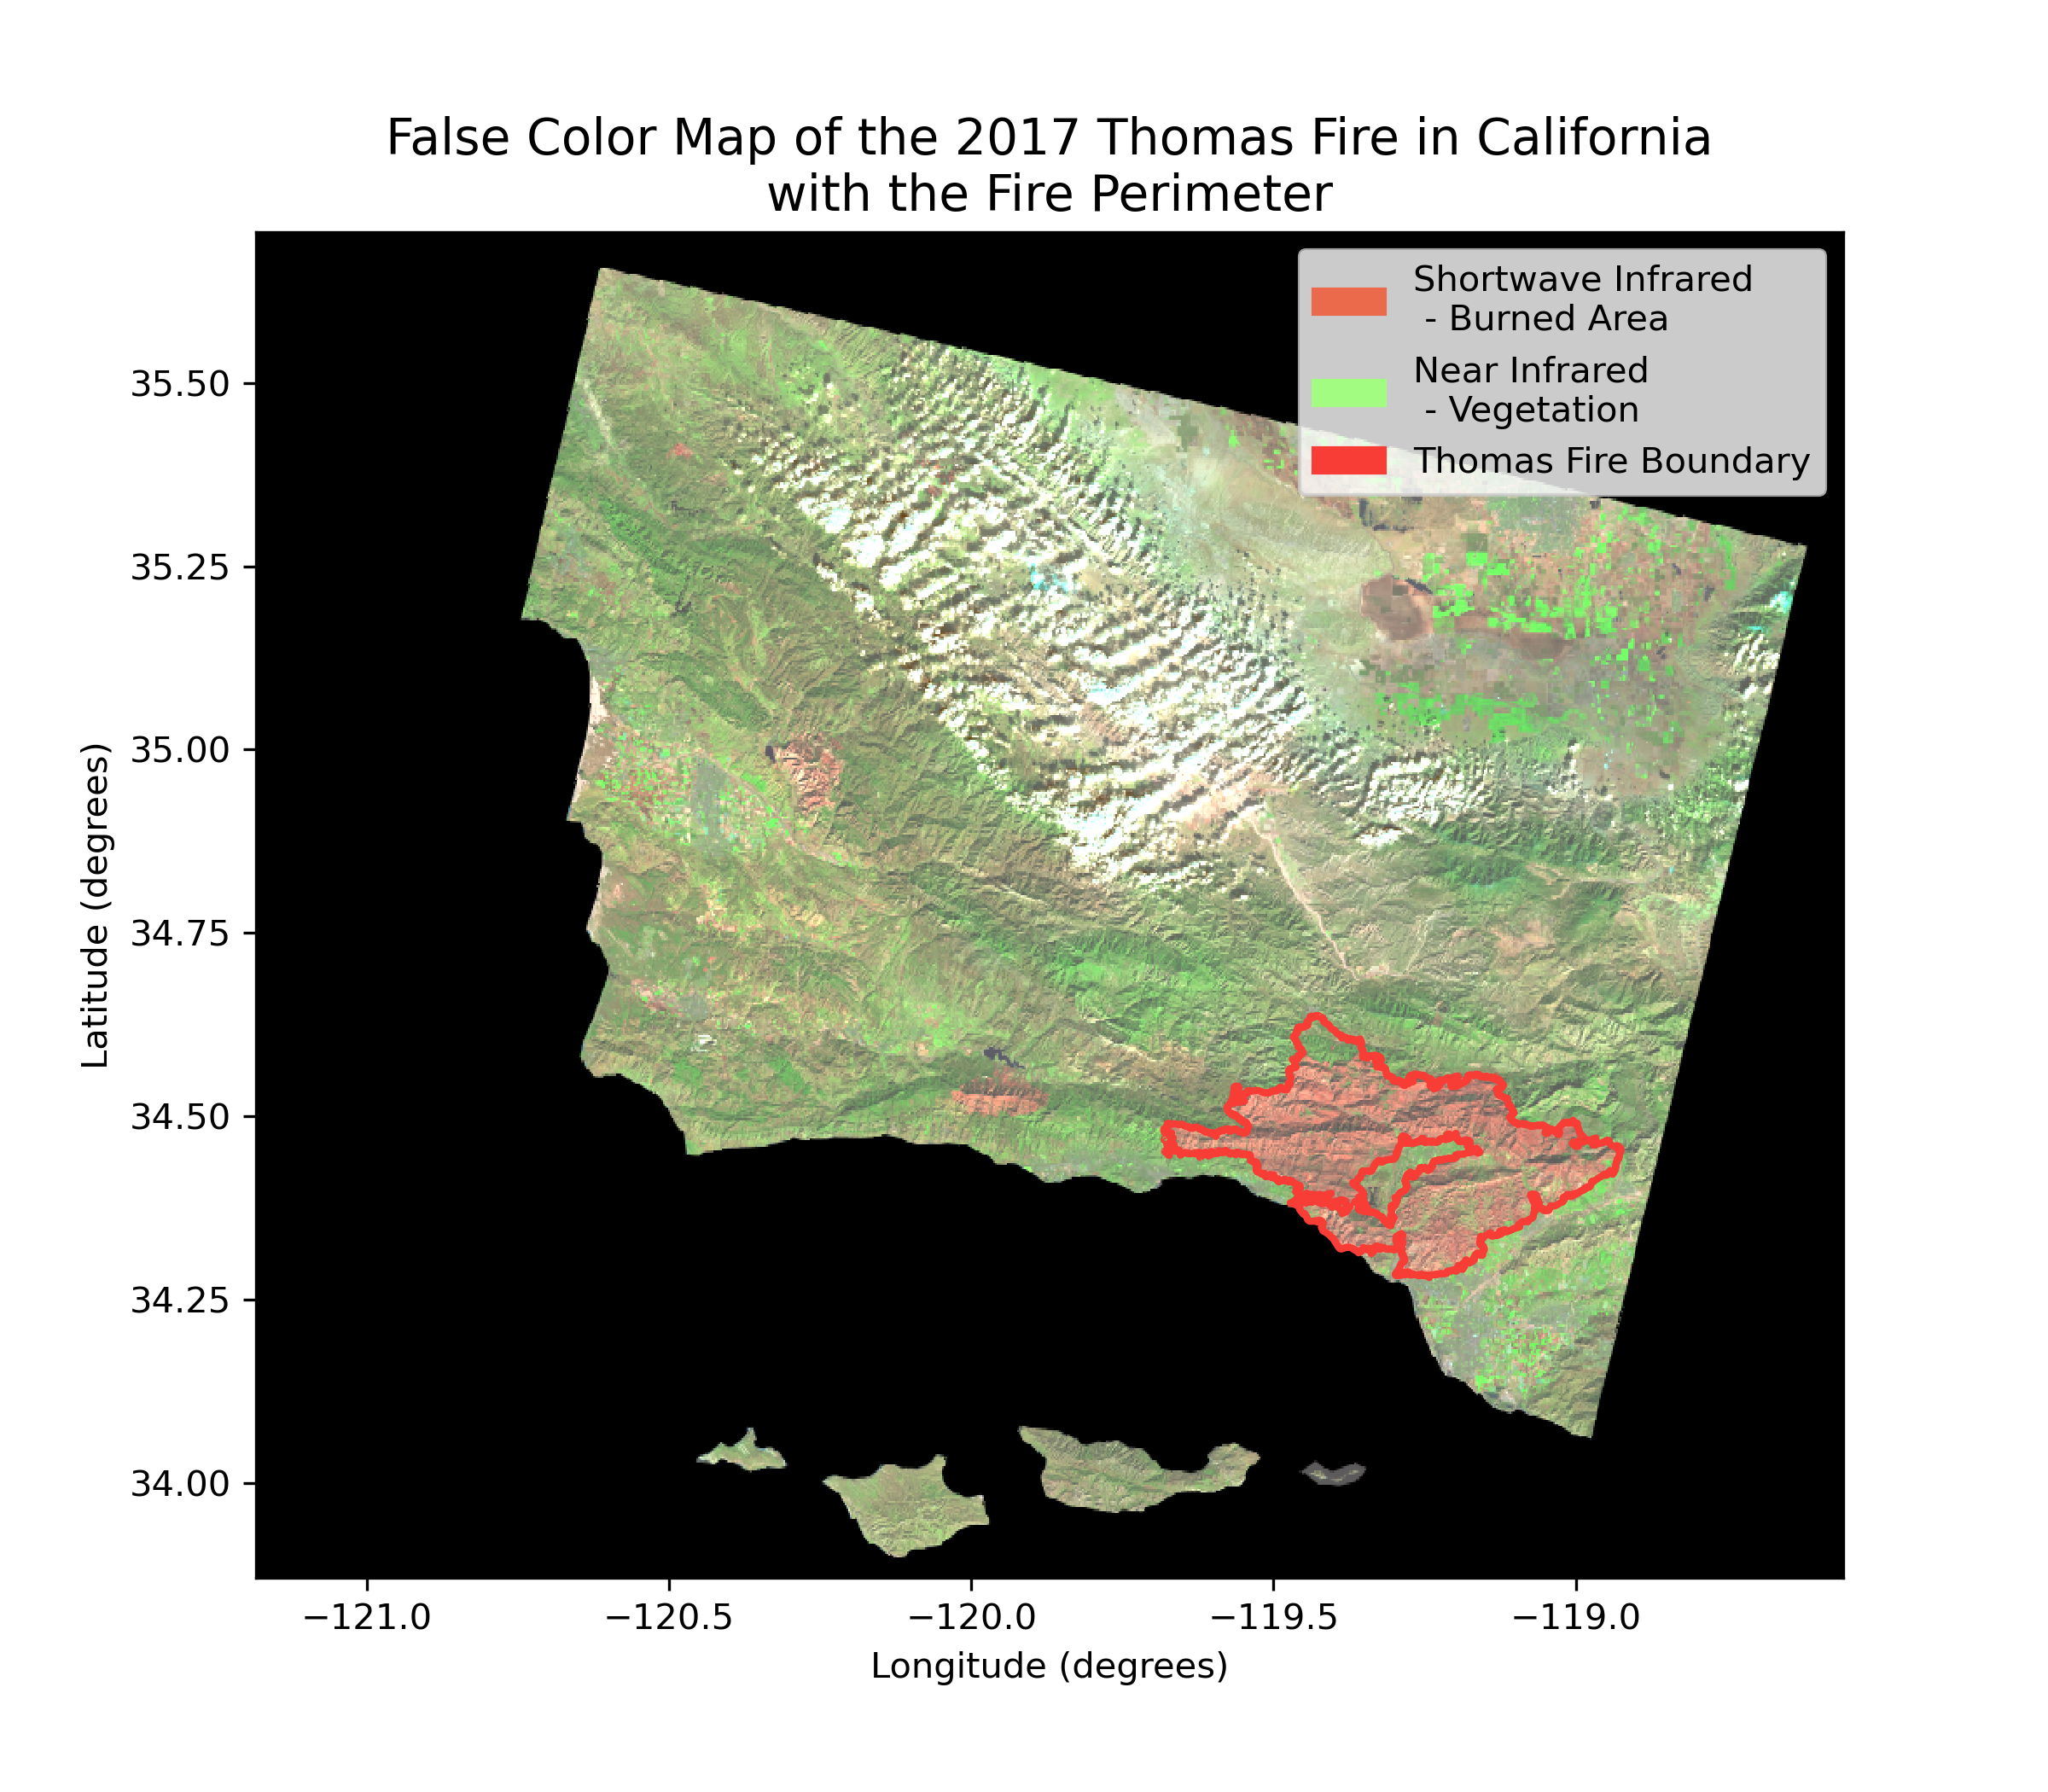 False Color Map of the 2017 Thomas Fire in California
with the Fire Perimeter
Shortwave Infrared
- Burned Area
Near Infrared
- Vegetation
Thomas Fire Boundary
Latitude (degrees)
35.50
35.25
35.00
34.75
34.50
34.25
34.00
−121.0
−120.5
−120.0
−119.5
−119.0
Longitude (degrees)